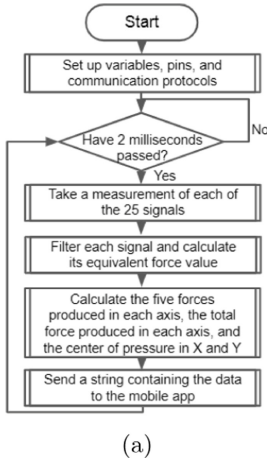 Start
Set up variables, pins, and
communication protocols
No
Have 2 milliseconds
passed?
Yes
Take a measurement of each of
the 25 signals
Filter each signal and calculate
its equivalent force value
Calculate the five forces
produced in each axis, the total
force produced in each axis, and
the center of pressure in X and Y
Send a string containing the data
to the mobile app
(a)